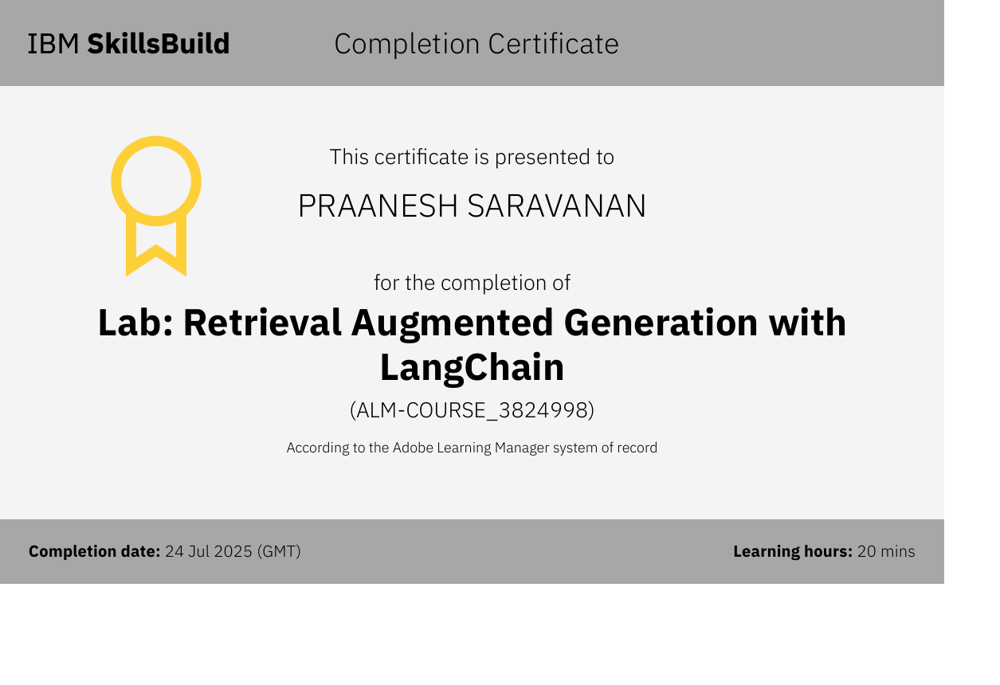 IBM SkillsBuild
Completion Certificate
This certificate is presented to
PRAANESH SARAVANAN
for the completion of
Lab: Retrieval Augmented Generation with
LangChain
(ALM-COURSE_3824998)
According to the Adobe Learning Manager system of record
Completion date: 24 Jul 2025 (GMT)
Learning hours: 20 mins